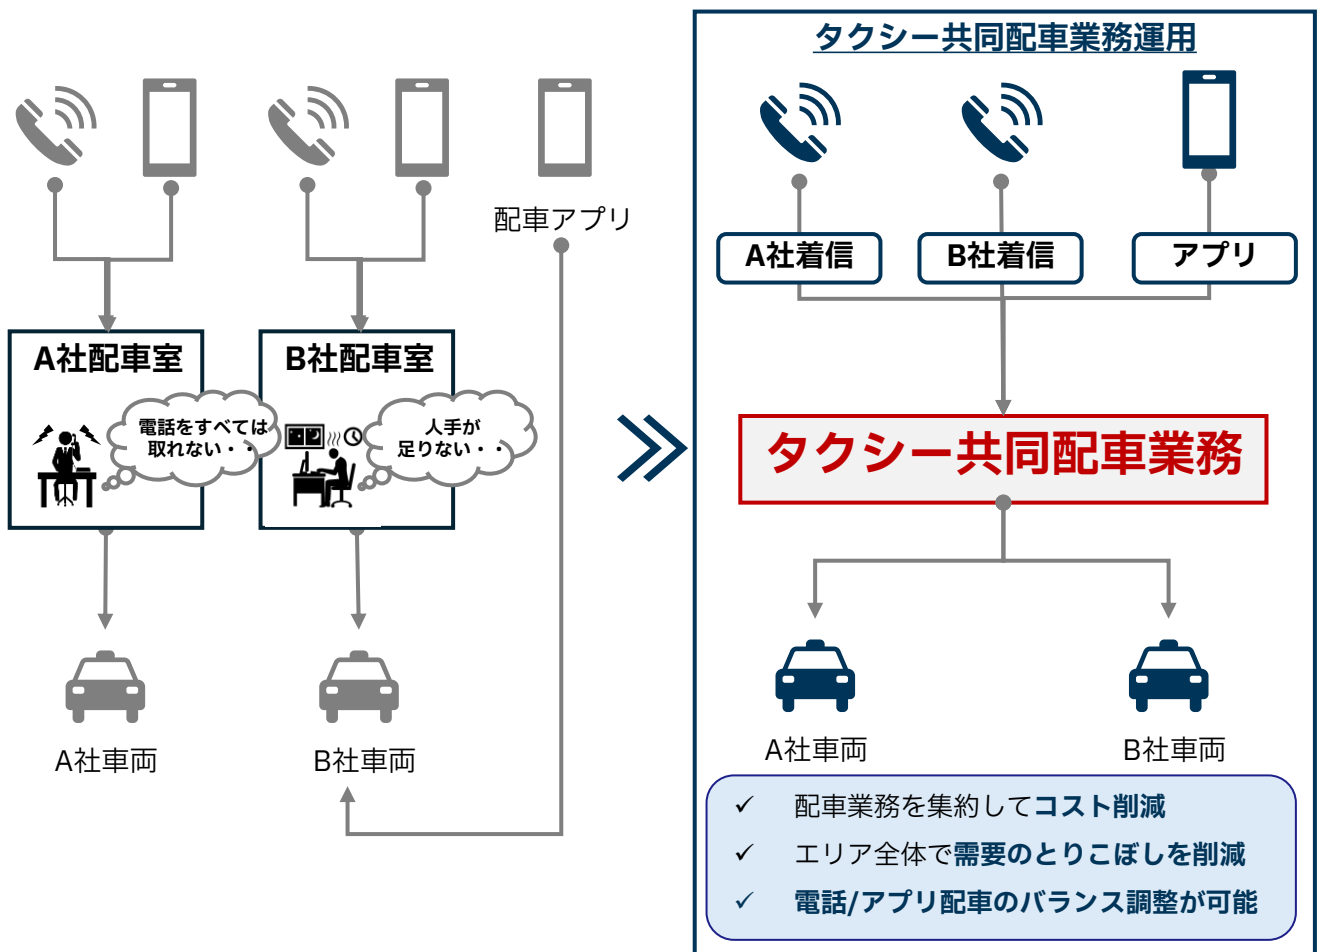 配車アプリ
A社配車室
電話をすべては
取れない・・
B社配車室
人手が
足りない・・
A社車両
B社車両
タクシー共同配車業務運用
A社着信
B社着信
アプリ
タクシー共同配車業務
A社車両
B社車両
✓ 配車業務を集約してコスト削減
✓ エリア全体で需要のとりこぼしを削減
✓ 電話/アプリ配車のバランス調整が可能